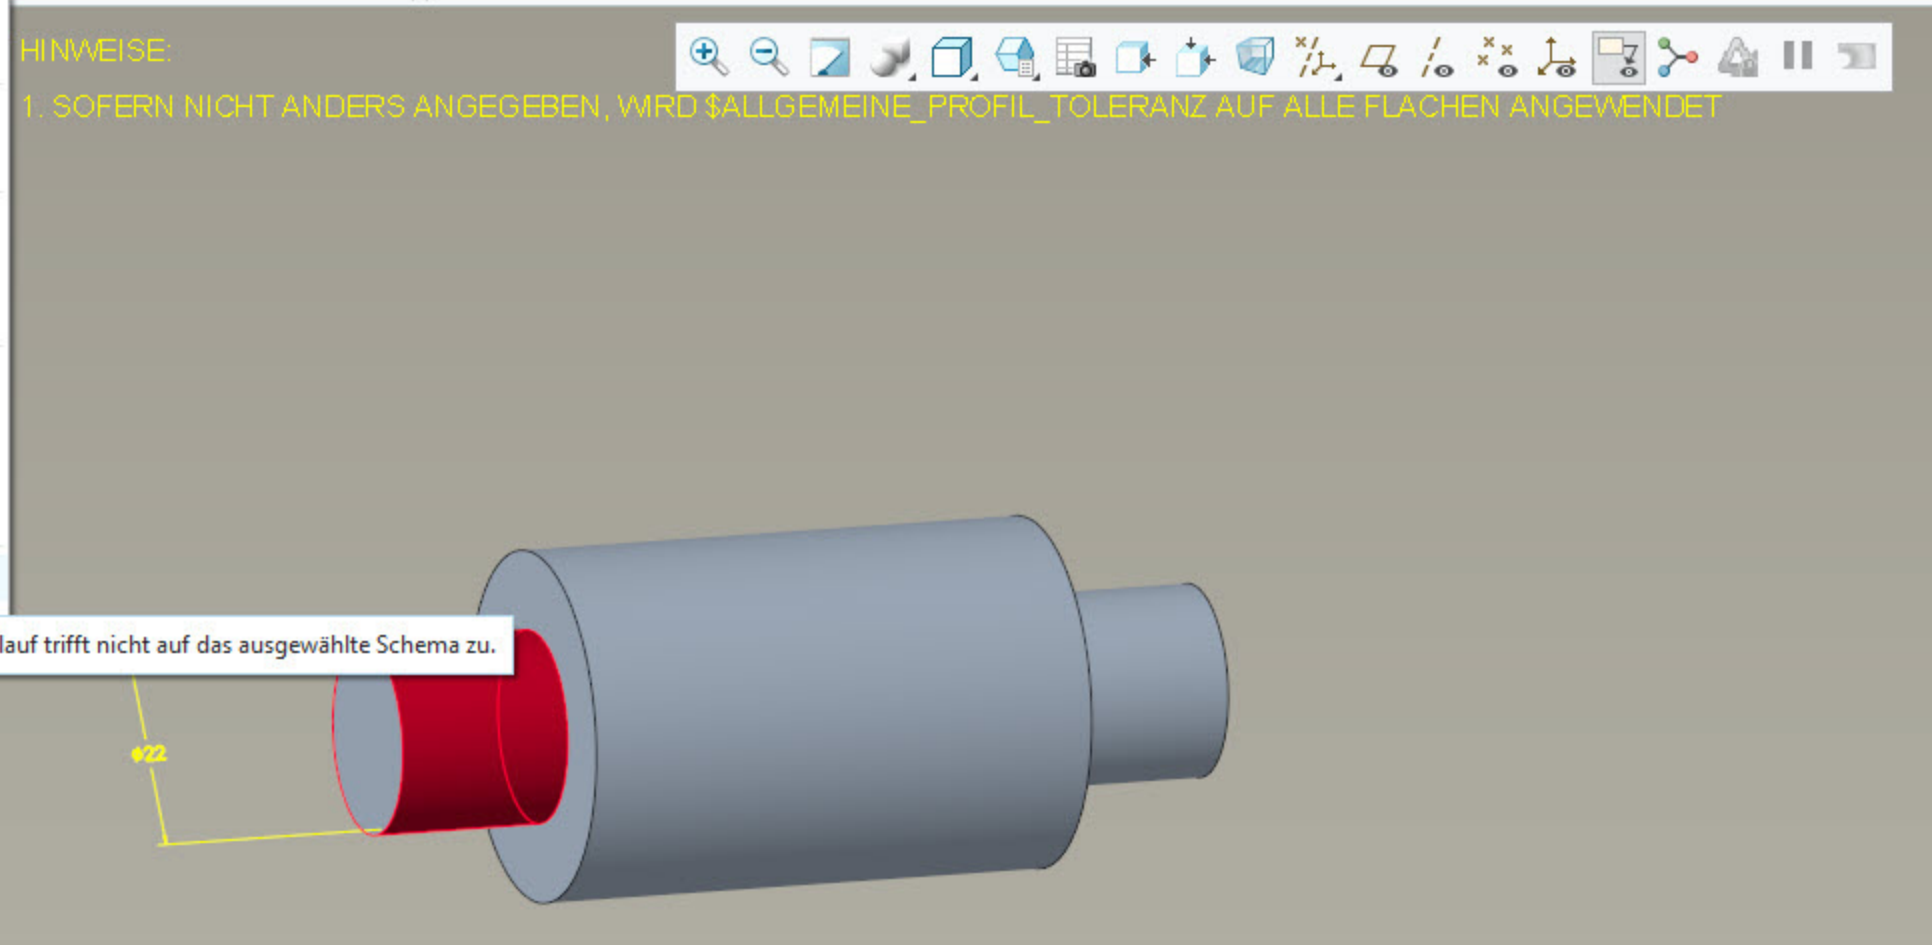 HINWEISE:
1. SOFERN NICHT ANDERS ANGEGEBEN, WIRD $ALLGEMEINE_PROFIL_TOLERANZ AUF ALLE FLACHEN ANGEWENDET
lauf trifft nicht auf das ausgewählte Schema zu.
ø22